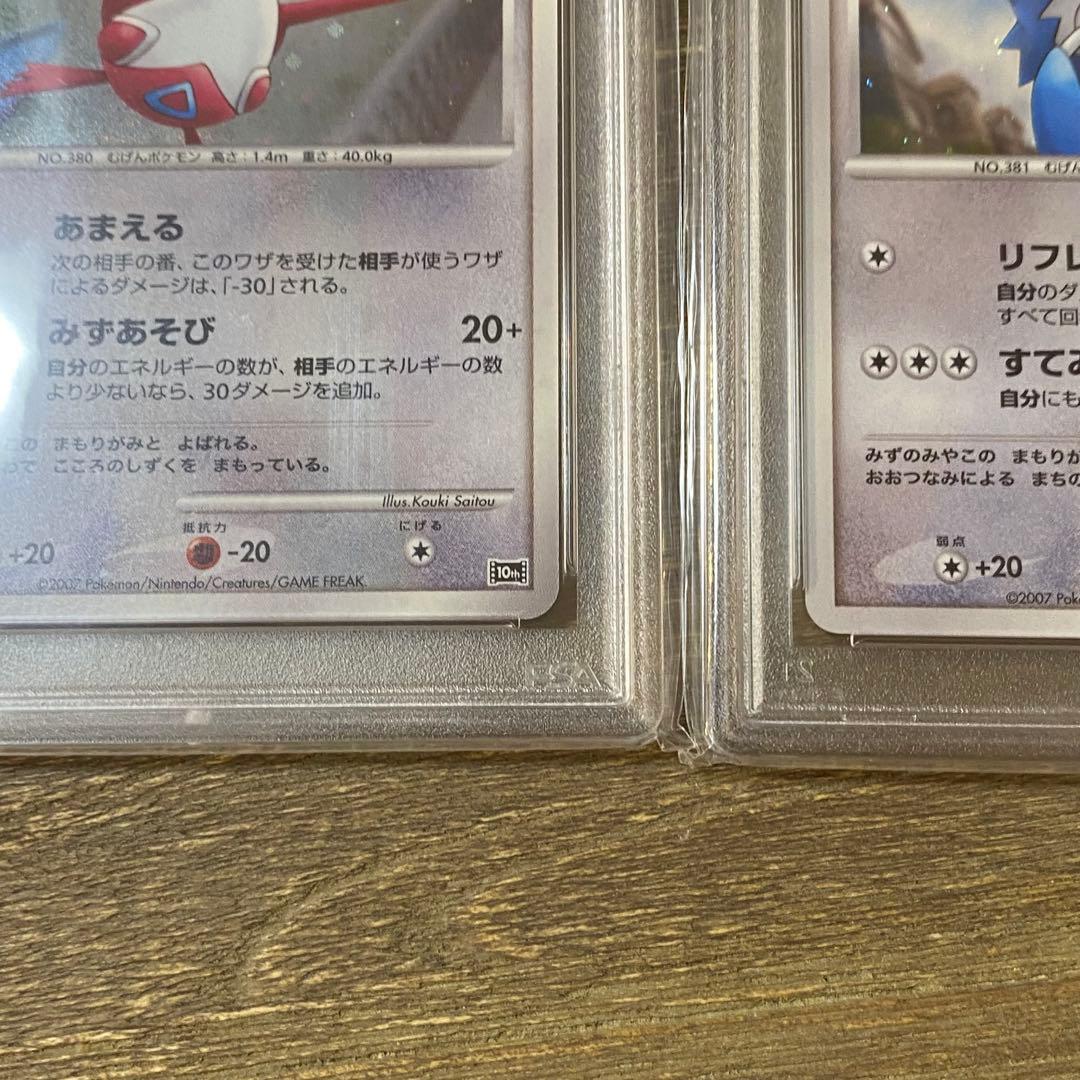 NO.380 むげんポケモン 高さ:1.4m 重さ:40.0kg
あまえる
次の相手の番、このワザを受けた相手が使うワザ
によるダメージは、「-30」される。
みずあそび 20+
自分のエネルギーの数が、相手のエネルギーの数
より少ないなら、30ダメージを追加。
この まもりがみと よばれる。
って こころのしずくを まもっている。
Illus.Kouki Saitou
抵抗力 にげる
+20 -20
©2007 Pokémon/Nintendo/Creatures/GAME FREAK.
10th
PSA
NO.381 むげん
リフレ
自分のダ
すべて回
すてみ
自分にも
みずのみやこの まもりが
おおつなみによる まちの
弱点
+20
©2007 Poké